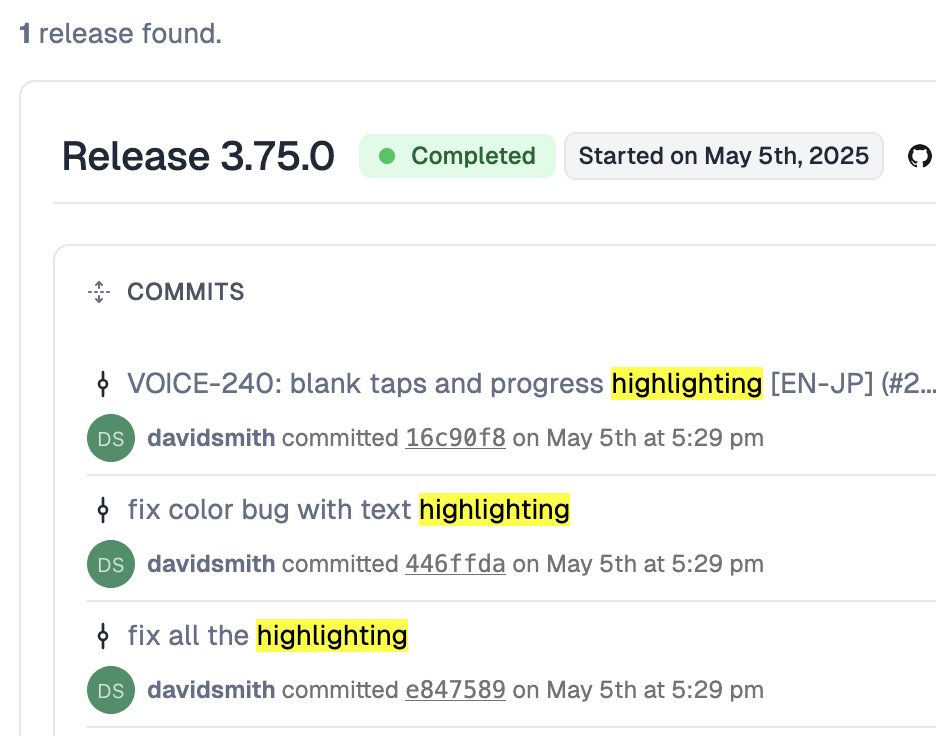 1 release found.
Release 3.75.0
Completed
Started on May 5th, 2025
COMMITS
VOICE-240: blank taps and progress highlighting [EN-JP] (#2...
DS
davidsmith committed 16c90f8 on May 5th at 5:29 pm
fix color bug with text highlighting
DS
davidsmith committed 446ffda on May 5th at 5:29 pm
fix all the highlighting
DS
davidsmith committed e847589 on May 5th at 5:29 pm